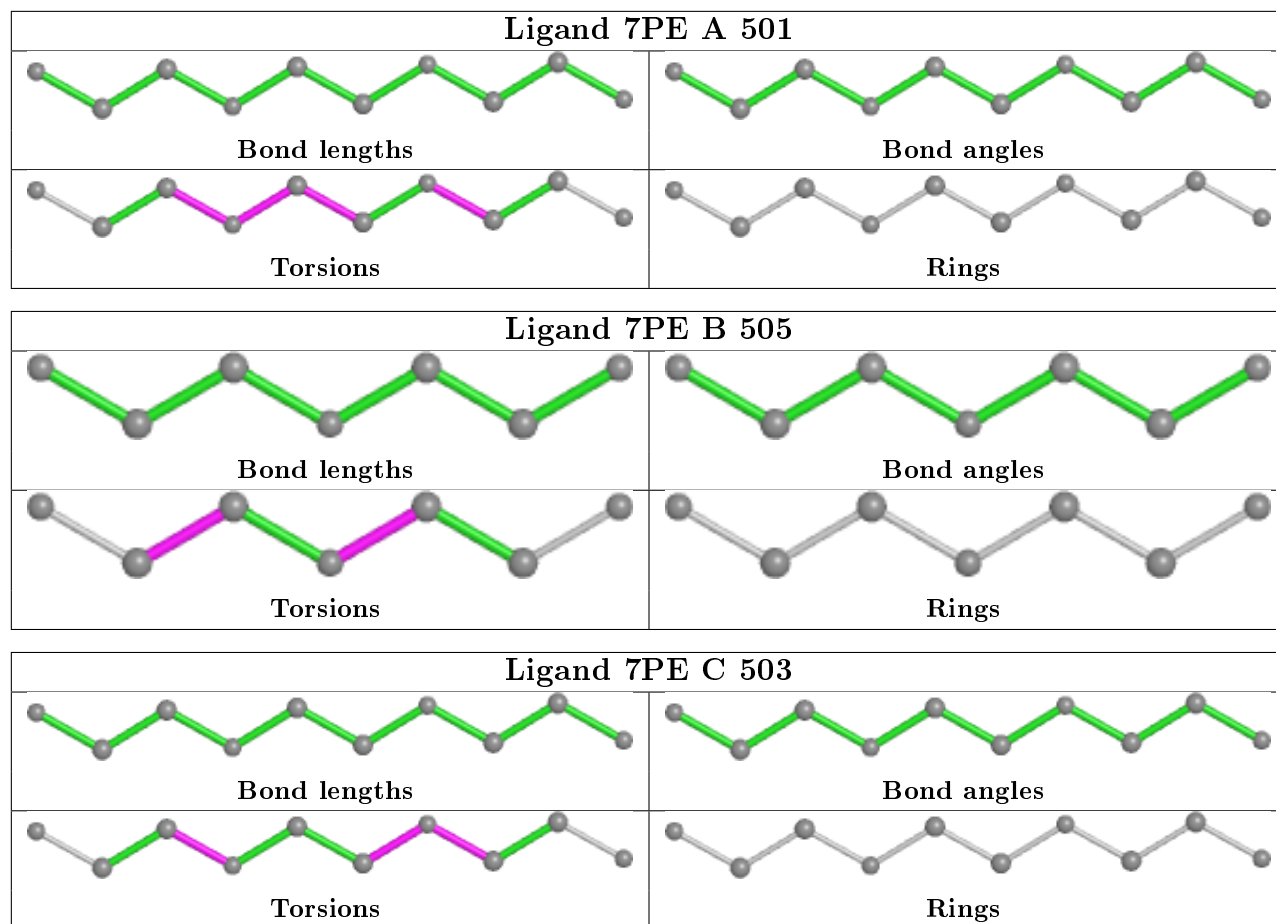 Ligand 7PE A 501
Bond lengths
Bond angles
Torsions
Rings
Ligand 7PE B 505
Bond lengths
Bond angles
Torsions
Rings
Ligand 7PE C 503
Bond lengths
Bond angles
Torsions
Rings